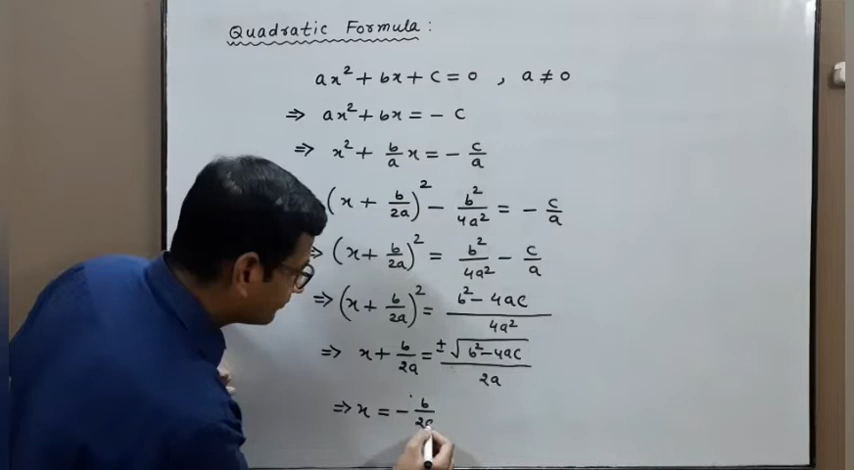 Quadratic Formula:
ax² + bx + c = 0 , a ≠ 0
⇒ ax² + bx = - c
⇒ x² + b/a x = - c/a
(x + b/2a)² - b²/4a² = - c/a
⇒ (x + b/2a)² = b²/4a² - c/a
⇒ (x + b/2a)² = b² - 4ac / 4a²
⇒ x + b/2a = ± √b² - 4ac / 2a
⇒ x = - b/2a